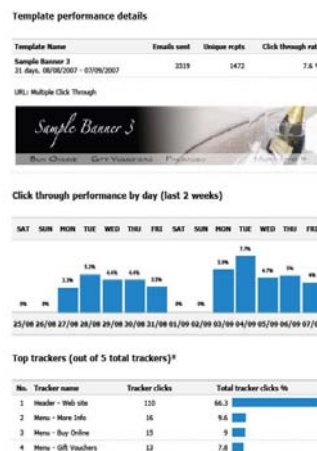 Template performance details
Template Name Emails sent Unique rcpts Click through rat
Sample Banner 3 3319 1472 7.6 %
31 days, 08/08/2007 - 07/09/2007
URL: Multiple Click Through
Sample Banner 3
Buy Online Gift Vouchers
Click through performance by day (last 2 weeks)
SAT SUN MON TUE WED THU FRI SAT SUN MON TUE WED THU FRI
0% 0% 0% 0%
25/08 26/08 27/08 28/08 29/08 30/08 31/08 01/09 02/09 03/09 04/09 05/09 06/09 07/0
Top trackers (out of 5 total trackers)*
No. Tracker name Tracker clicks Total tracker clicks %
1 Header - Web site 110 66.3
2 Menu - More Info 16 9.6
3 Menu - Buy Online 15 9
4 Menu - Gift Vouchers 13 7.8